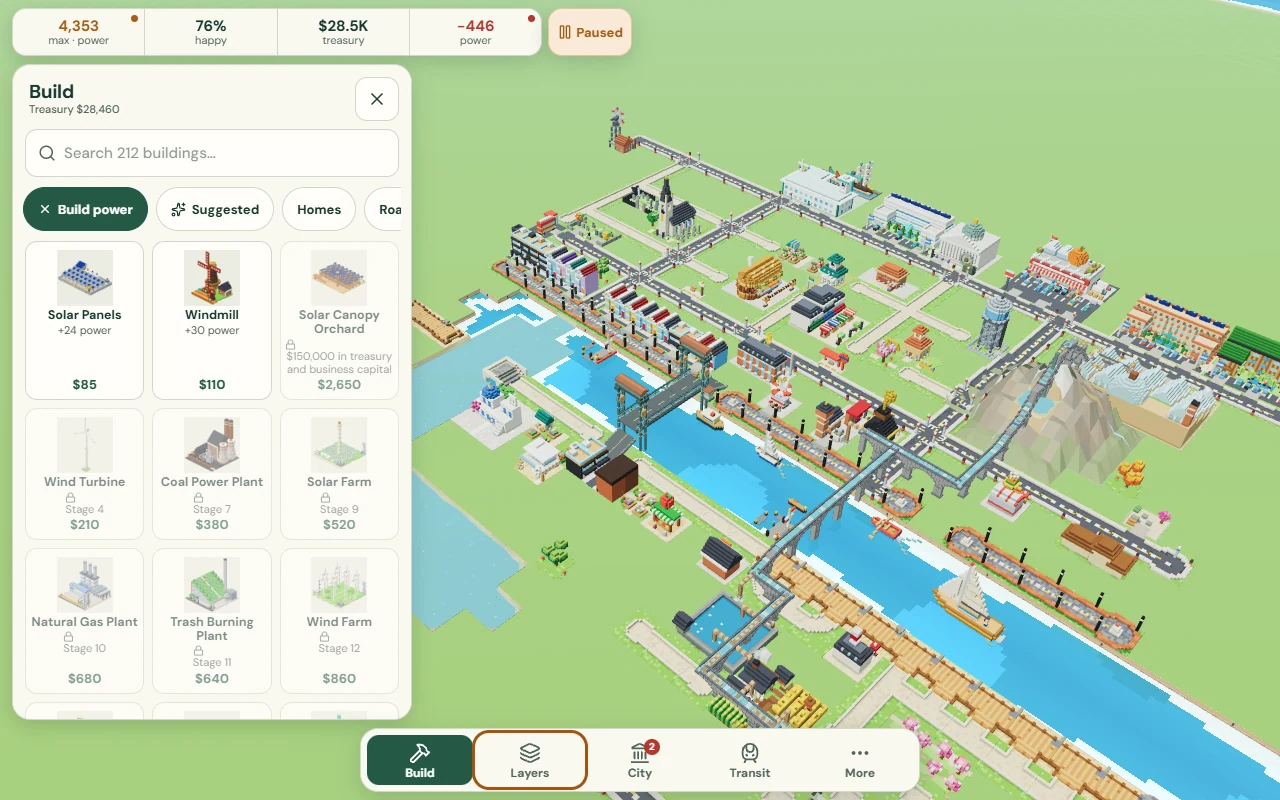 4,353
max · power
76%
happy
$28.5K
treasury
−446
power
Paused
Build
Treasury $28,460
Search 212 buildings...
Build power
Suggested
Homes
Roa
Solar Panels
+24 power
$85
Windmill
+30 power
$110
Solar Canopy
Orchard
$150,000 in treasury
and business capital
$2,650
Wind Turbine
Stage 4
$210
Coal Power Plant
Stage 7
$380
Solar Farm
Stage 9
$520
Natural Gas Plant
Stage 10
$680
Trash Burning
Plant
Stage 11
$640
Wind Farm
Stage 12
$860
Build
Layers
City
2
Transit
More